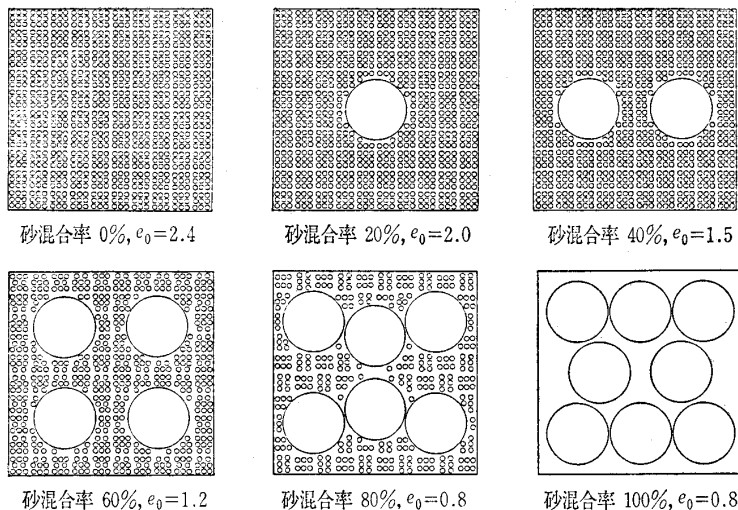 砂混合率 0%, e₀=2.4
砂混合率 20%, e₀=2.0
砂混合率 40%, e₀=1.5
砂混合率 60%, e₀=1.2
砂混合率 80%, e₀=0.8
砂混合率 100%, e₀=0.8